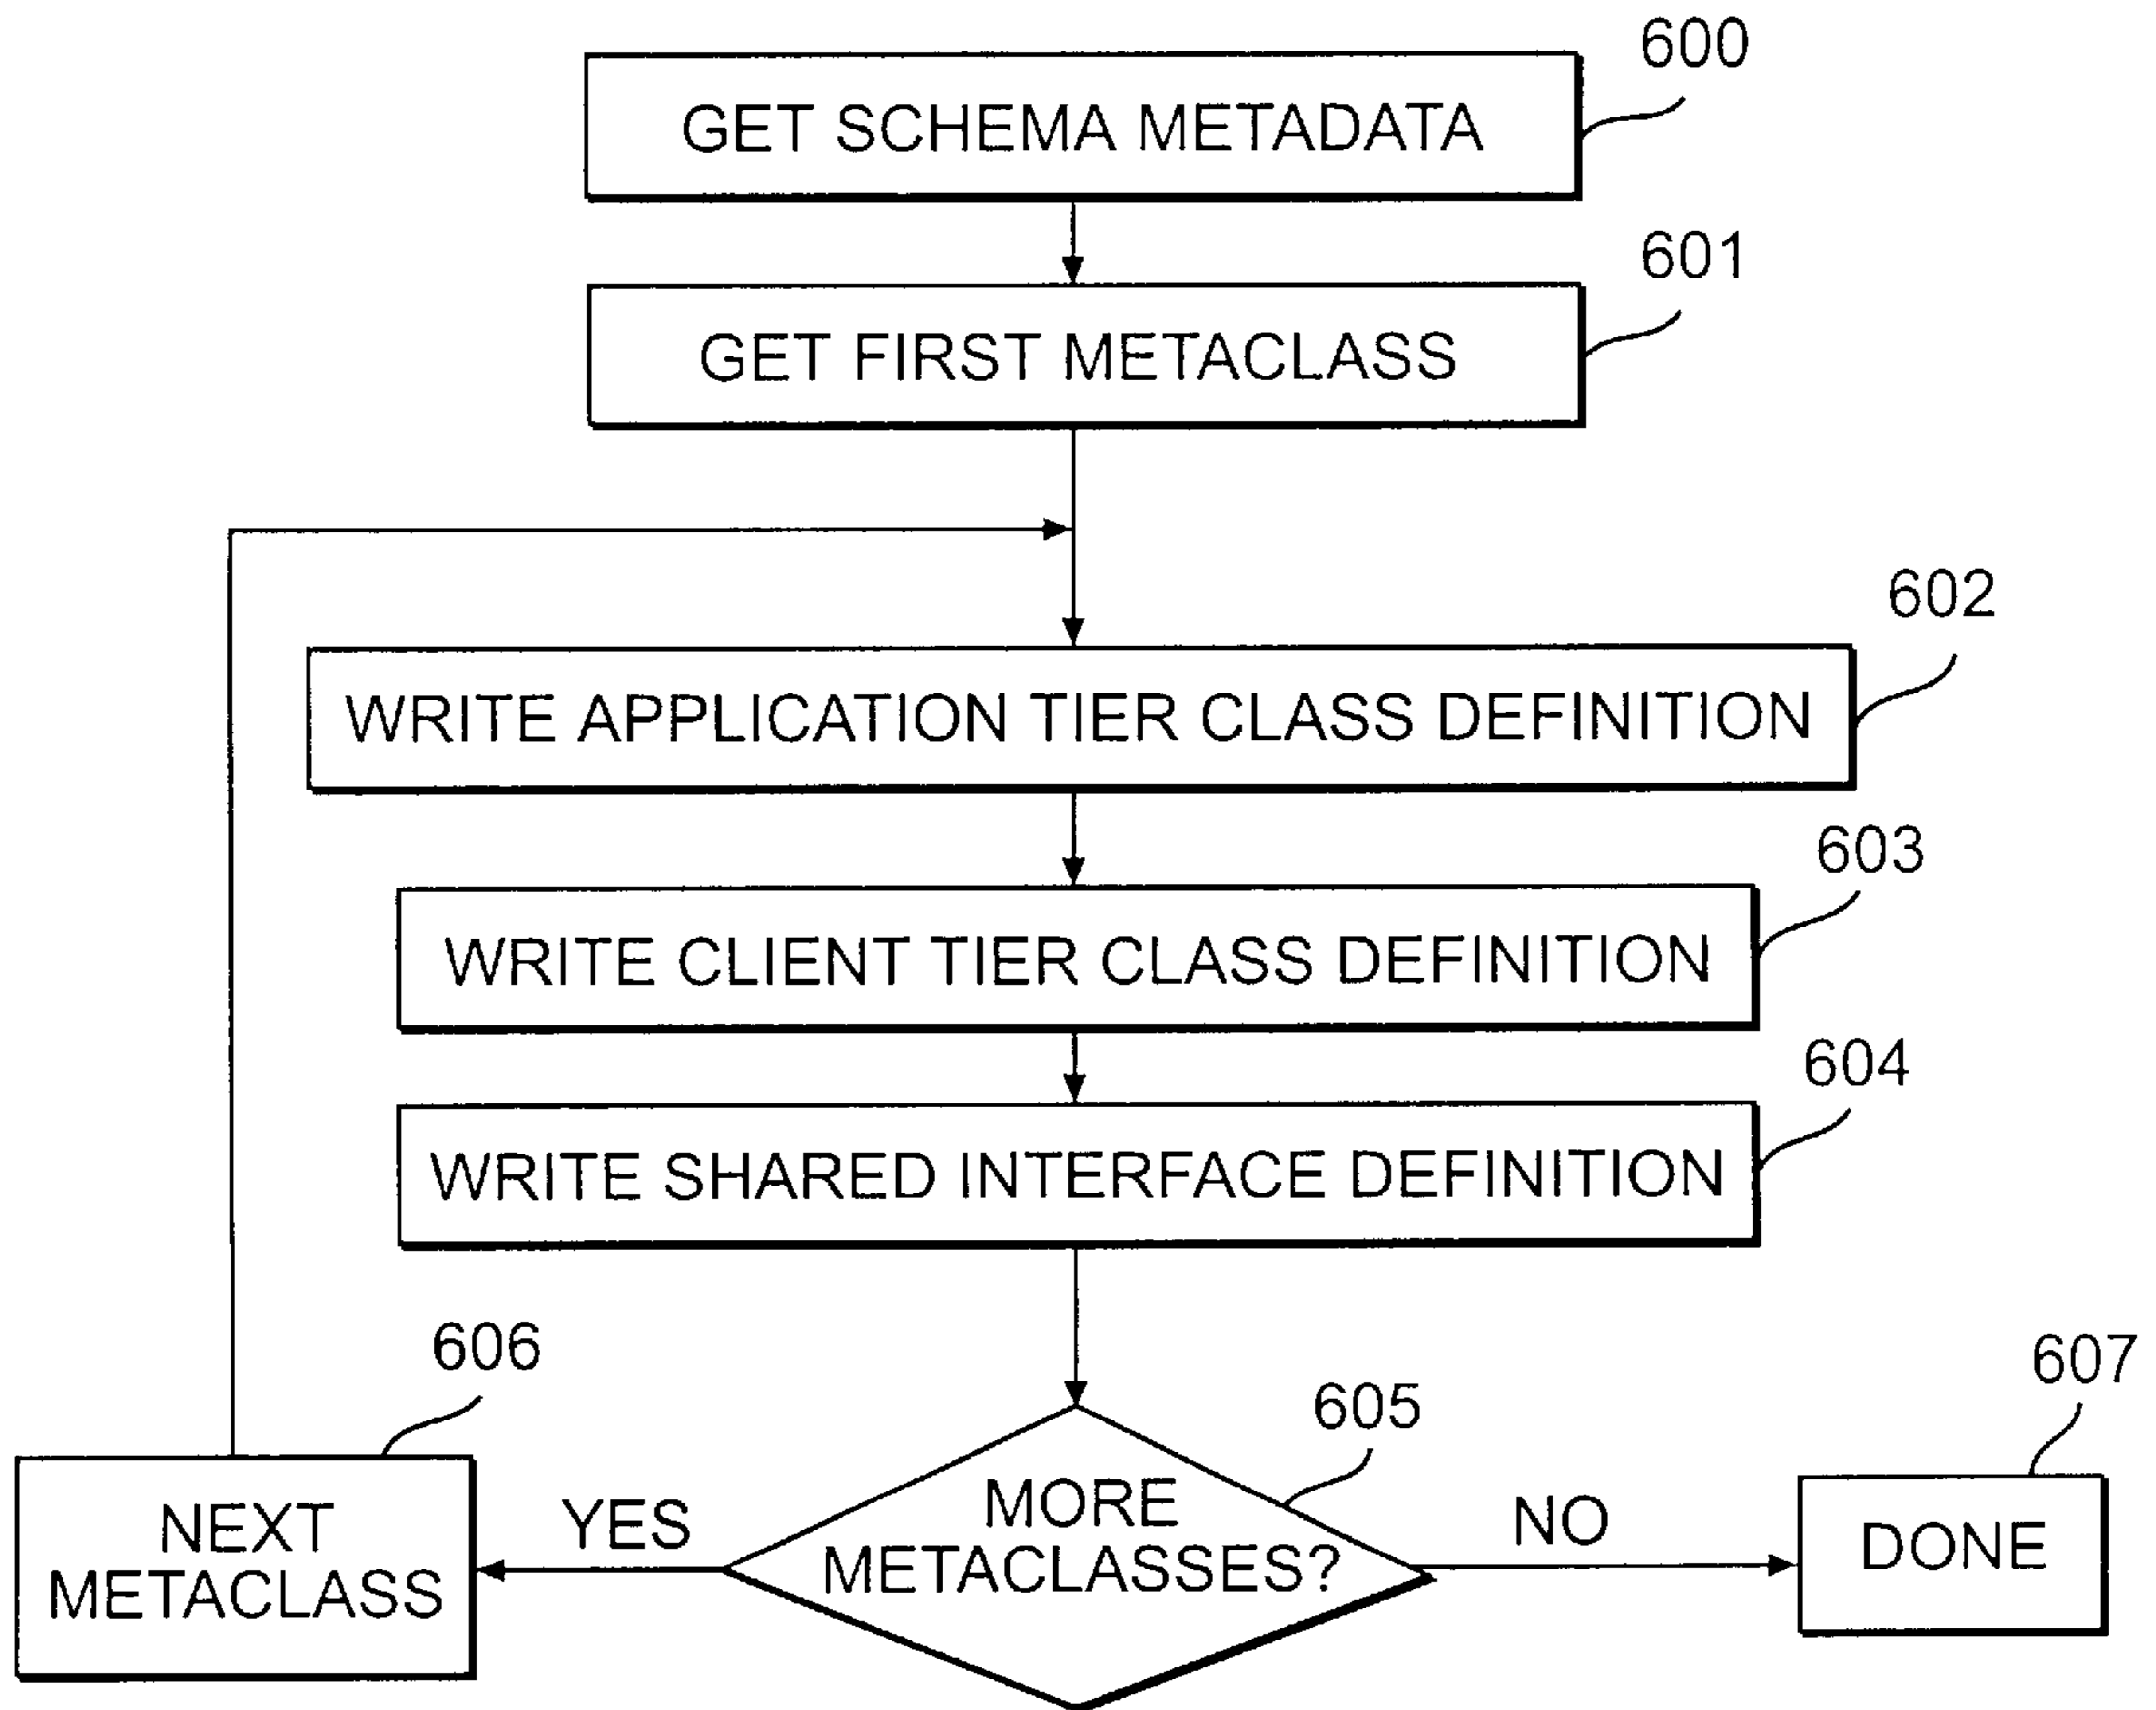 600
GET SCHEMA METADATA
601
GET FIRST METACLASS
602
WRITE APPLICATION TIER CLASS DEFINITION
603
WRITE CLIENT TIER CLASS DEFINITION
604
WRITE SHARED INTERFACE DEFINITION
606
605
607
NEXT
METACLASS
YES
MORE
METACLASSES?
NO
DONE